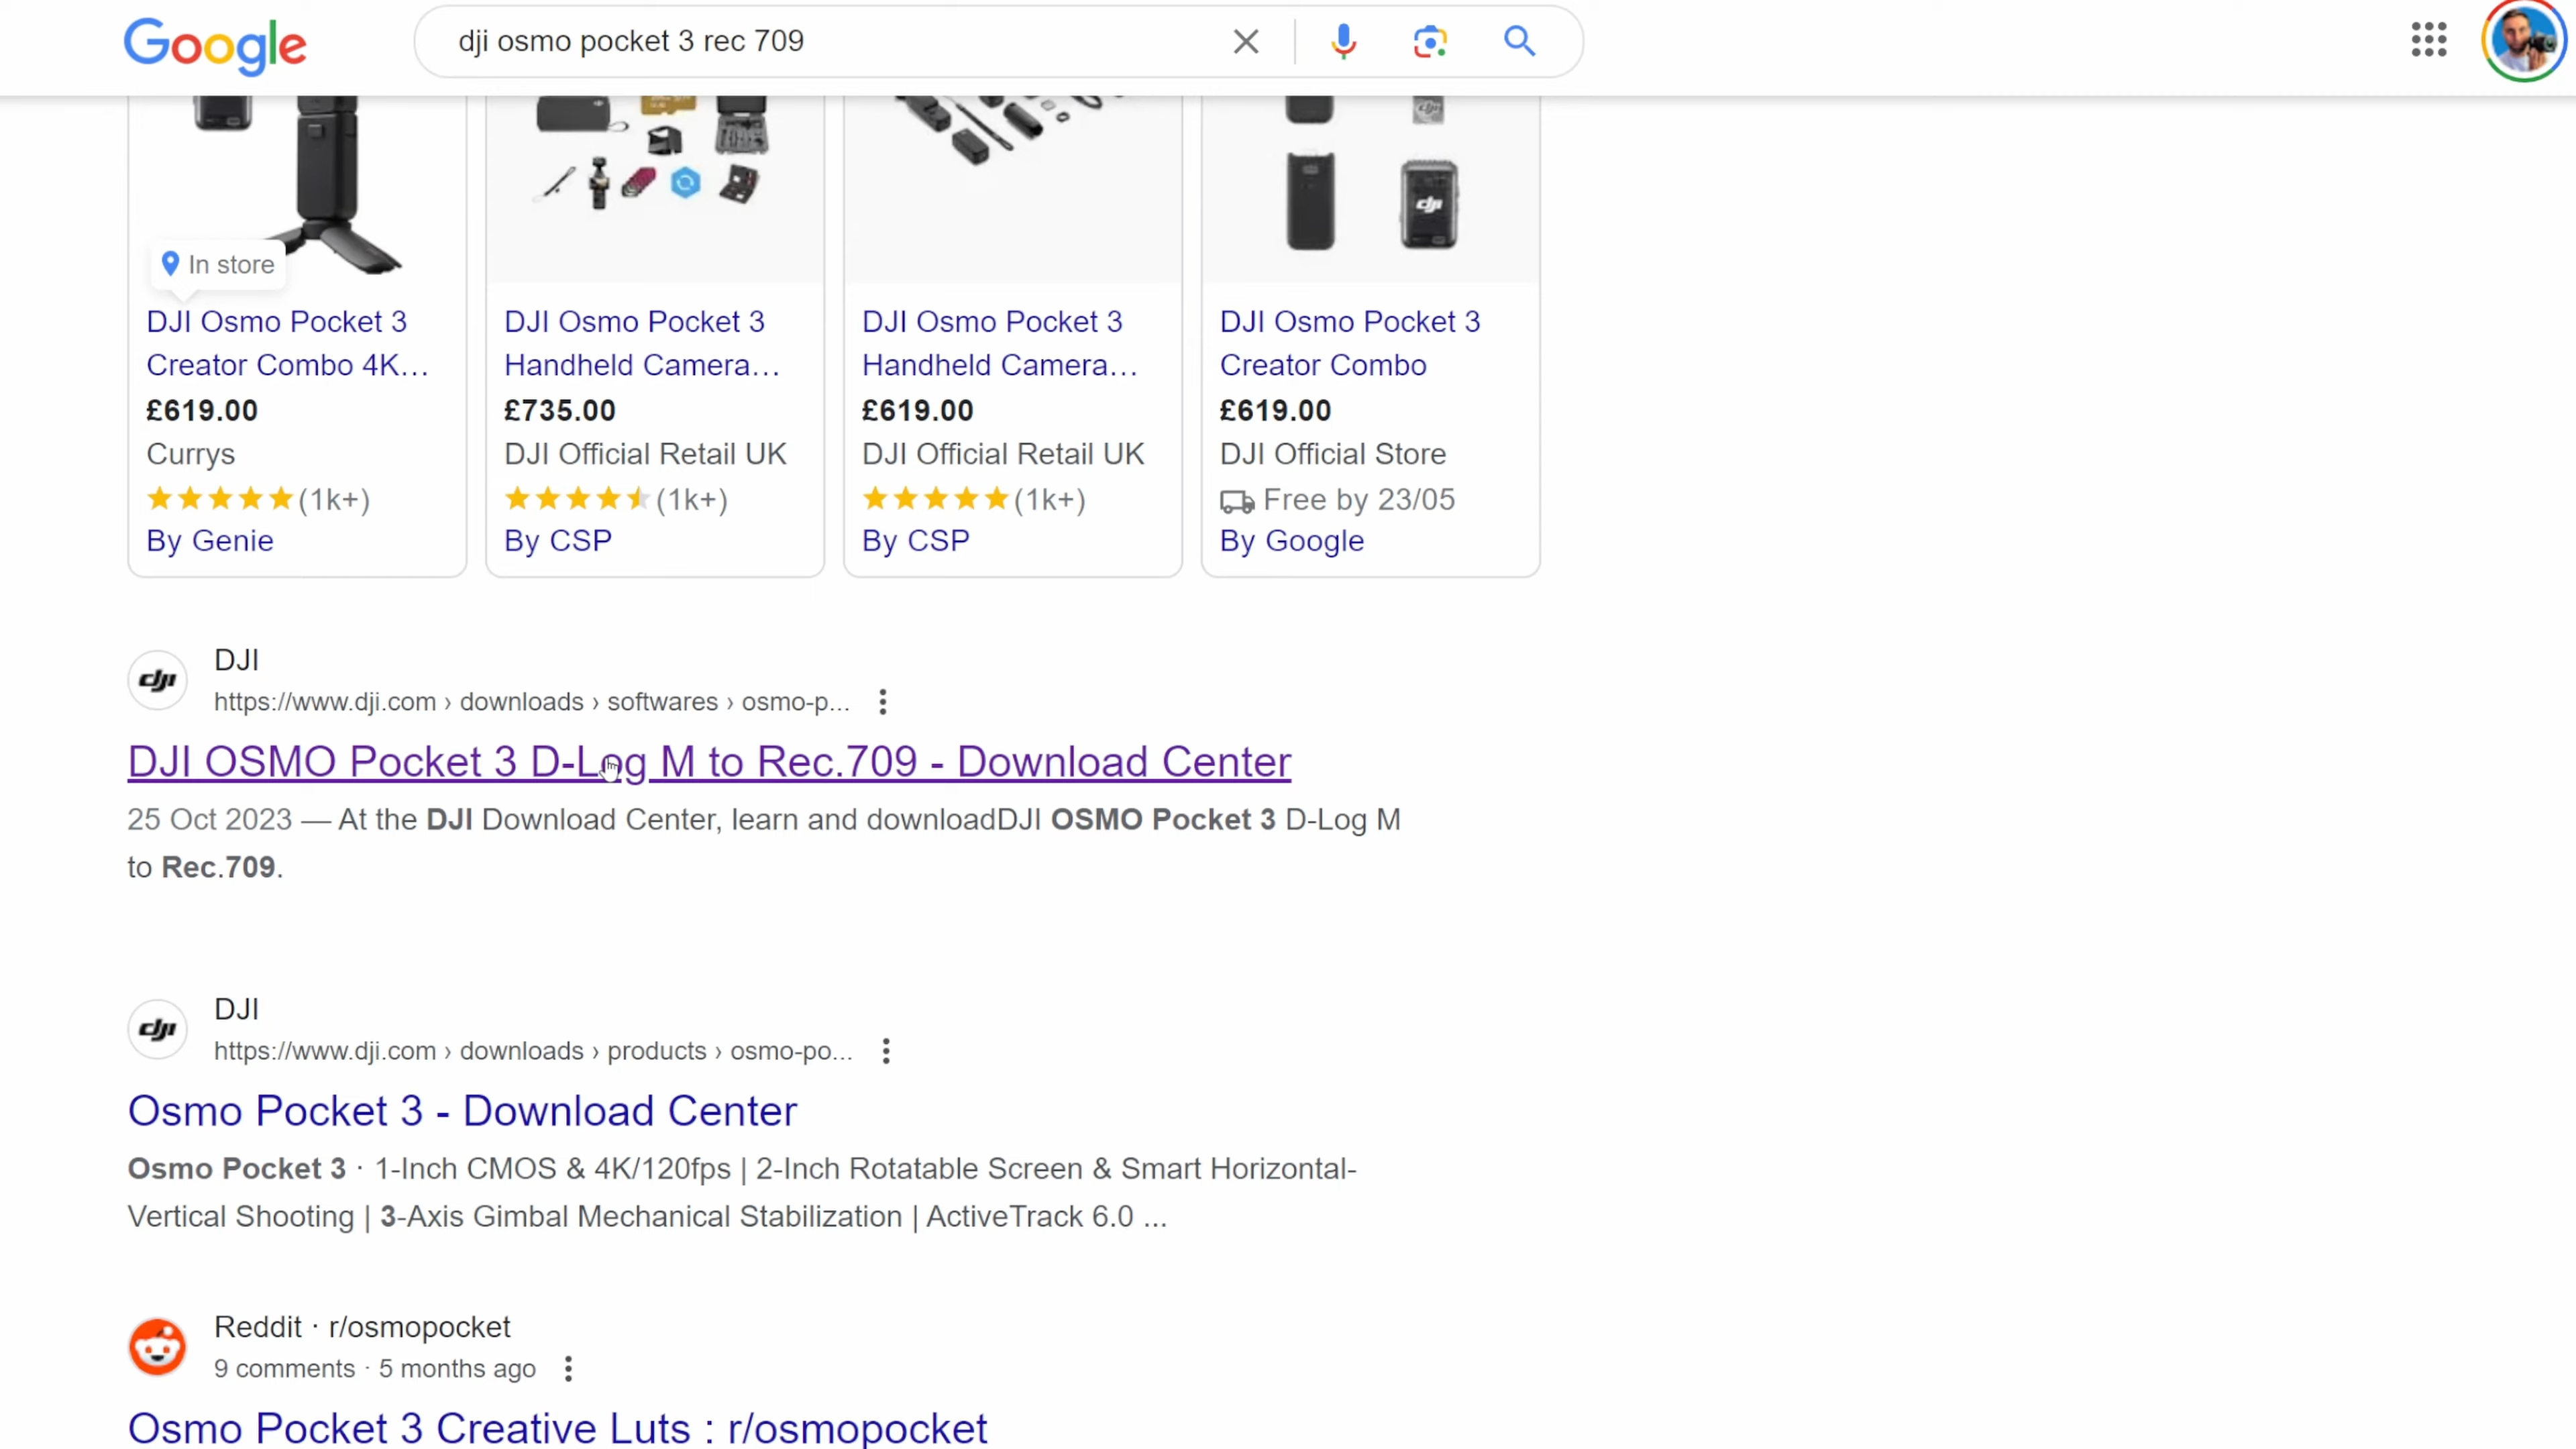 Google
dji osmo pocket 3 rec 709
dji
dji
In store
DJI Osmo Pocket 3
Creator Combo 4K...
£619.00
Currys
(1k+)
By Genie
DJI Osmo Pocket 3
Handheld Camera...
£735.00
DJI Official Retail UK
(1k+)
By CSP
DJI Osmo Pocket 3
Handheld Camera...
£619.00
DJI Official Retail UK
(1k+)
By CSP
DJI Osmo Pocket 3
Creator Combo
£619.00
DJI Official Store
Free by 23/05
By Google
dji
DJI
https://www.dji.com › downloads › softwares › osmo-p...
DJI OSMO Pocket 3 D-Log M to Rec.709 - Download Center
25 Oct 2023 — At the DJI Download Center, learn and downloadDJI OSMO Pocket 3 D-Log M
to Rec.709.
dji
DJI
https://www.dji.com › downloads › products › osmo-po...
Osmo Pocket 3 - Download Center
Osmo Pocket 3 · 1-Inch CMOS & 4K/120fps | 2-Inch Rotatable Screen & Smart Horizontal-
Vertical Shooting | 3-Axis Gimbal Mechanical Stabilization | ActiveTrack 6.0 ...
Reddit · r/osmopocket
9 comments · 5 months ago
Osmo Pocket 3 Creative Luts : r/osmopocket